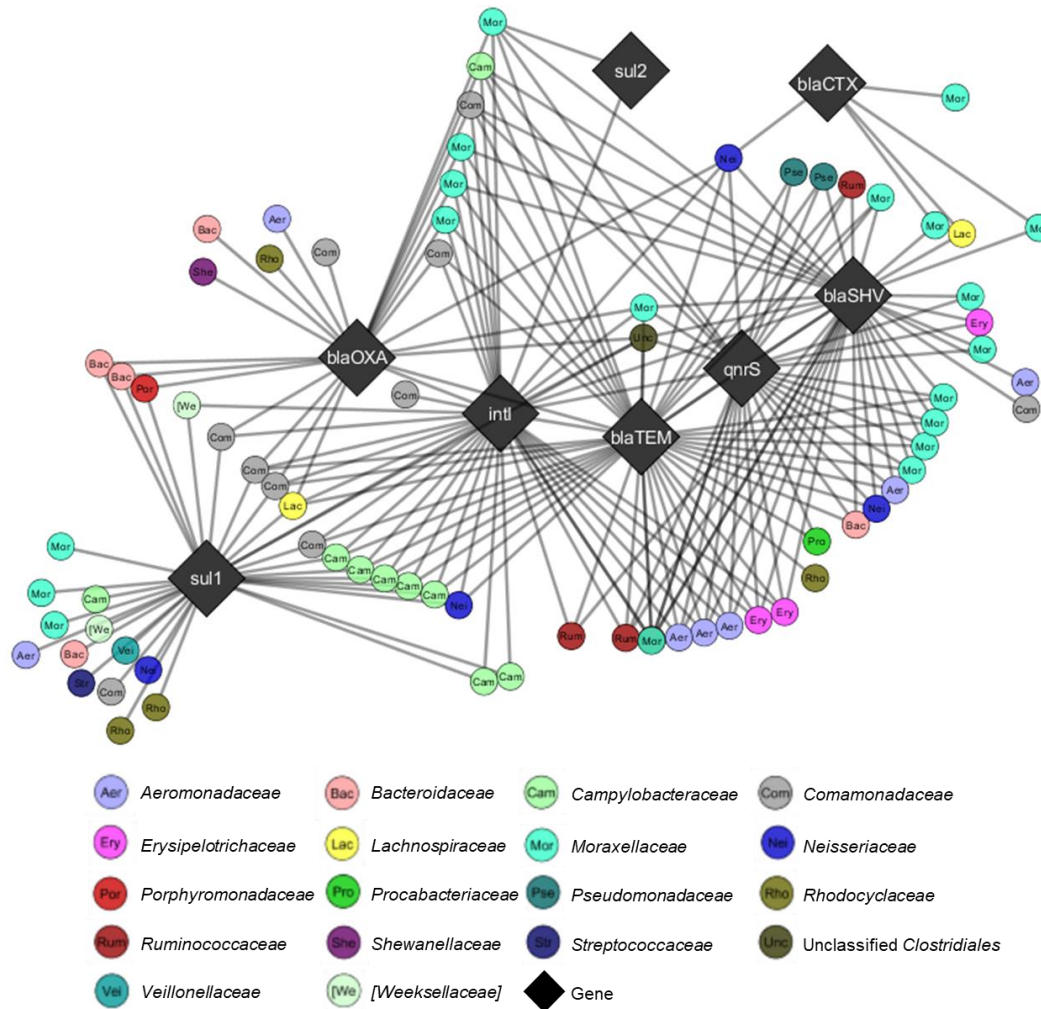 Mor
Cam
sul2
blaCTX
Mor
Com
Mor
Nei
Pse
Pse
Rum
Mor
Mor
Mor
Aer
Bac
Mor
Lac
Mo
Com
Rho
Com
She
blaSHV
Mor
Mor
Ery
Unc
Mor
blaOXA
Bac
Bac
Por
qnrS
Aer
Com
[We
Com
Mor
Mor
Mor
Mor
intI
blaTEM
Com
Com
Com
Lac
Aer
Nei
Bac
Pro
Rho
Com
Cam
Cam
Cam
Cam
Cam
Nei
Mor
sul1
Mor
Cam
Mor
[We
Aer
Bac
Vei
Nei
Str
Com
Rho
Rho
Cam
Cam
Rum
Rum
Mor
Aer
Aer
Aer
Ery
Ery
Aer Aeromonadaceae Bac Bacteroidaceae Cam Campylobacteraceae Com Comamonadaceae
Ery Erysipelotrichaceae Lac Lachnospiraceae Mor Moraxellaceae Nei Neisseriaceae
Por Porphyromonadaceae Pro Procabacteriaceae Pse Pseudomonadaceae Rho Rhodocyclaceae
Rum Ruminococcaceae She Shewanellaceae Str Streptococcaceae Unc Unclassified Clostridiales
Vei Veillonellaceae [We [Weeksellaceae] Gene